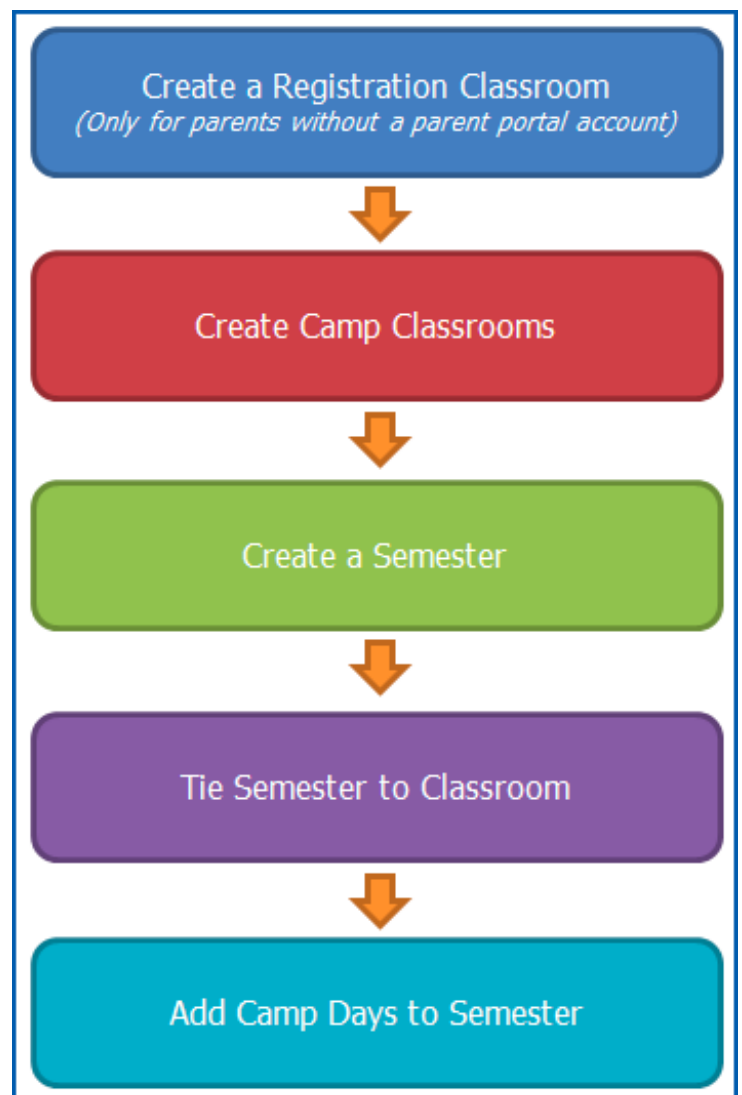 Create a Registration Classroom
(Only for parents without a parent portal account)
Create Camp Classrooms
Create a Semester
Tie Semester to Classroom
Add Camp Days to Semester